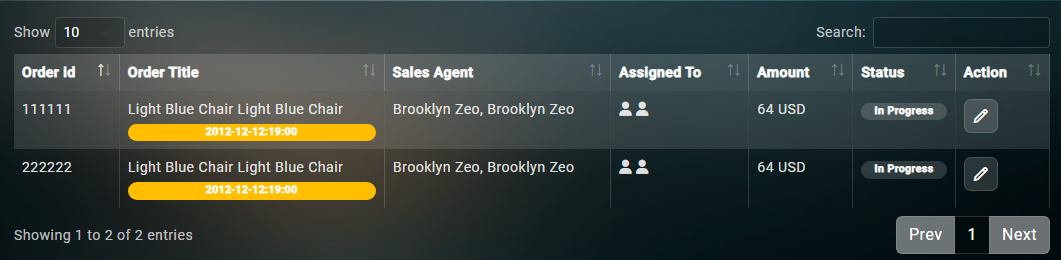 Show 10 entries Search:
Order id Order Title Sales Agent Assigned To Amount Status Action
111111 Light Blue Chair Light Blue Chair Brooklyn Zeo, Brooklyn Zeo 64 USD In Progress
2012-12-12:19:00
222222 Light Blue Chair Light Blue Chair Brooklyn Zeo, Brooklyn Zeo 64 USD In Progress
2012-12-12:19:00
Showing 1 to 2 of 2 entries Prev 1 Next